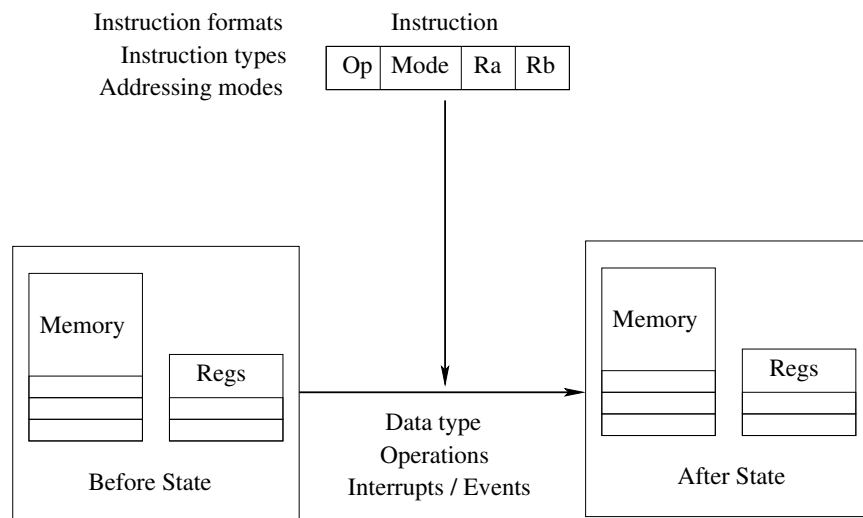 Instruction formats
Instruction types
Addressing modes
Instruction
Op Mode Ra Rb
Memory
Regs
Before State
Data type
Operations
Interrupts / Events
Memory
Regs
After State